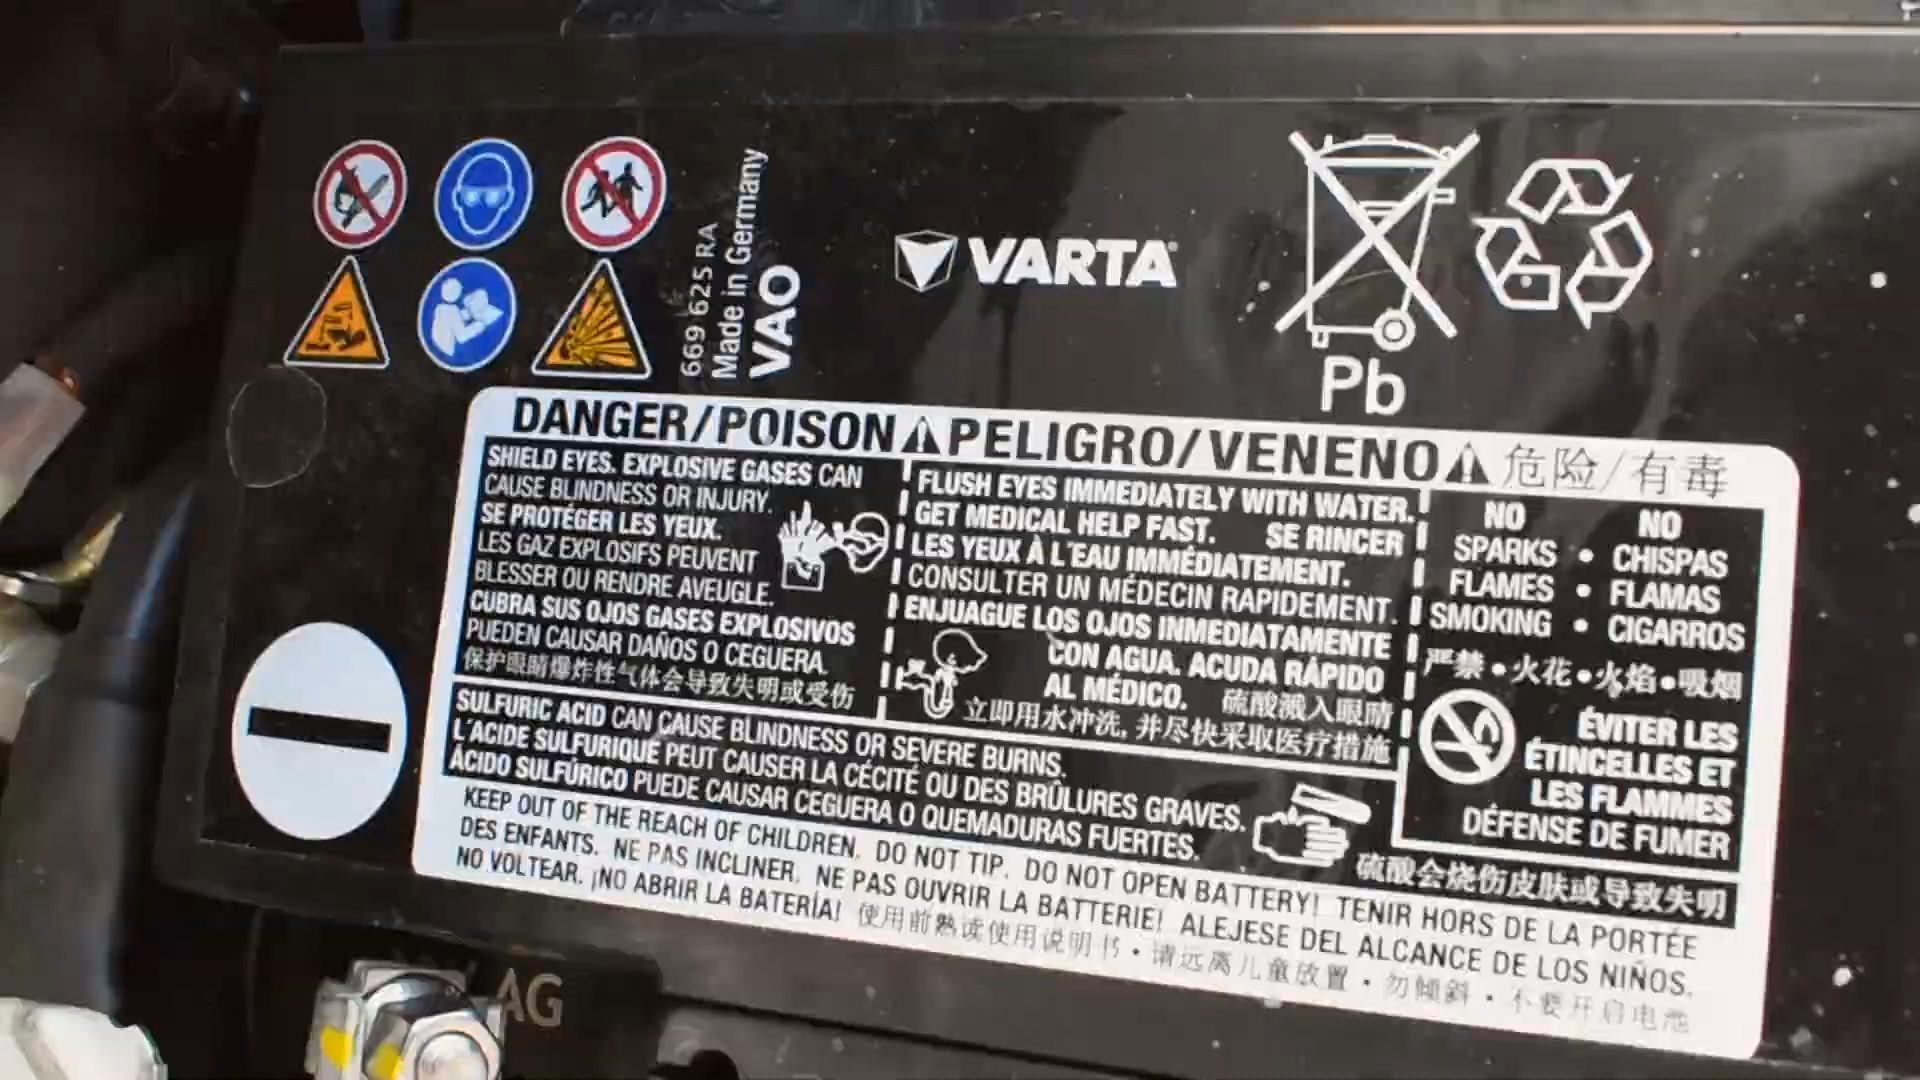 669 625 RA
Made in Germany
VAO
VARTA
Pb
DANGER/POISON PELIGRO/VENENO 危险/有毒
SHIELD EYES. EXPLOSIVE GASES CAN
CAUSE BLINDNESS OR INJURY.
SE PROTÉGER LES YEUX.
LES GAZ EXPLOSIFS PEUVENT
BLESSER OU RENDRE AVEUGLE.
CUBRA SUS OJOS GASES EXPLOSIVOS
PUEDEN CAUSAR DAÑOS O CEGUERA.
保护眼睛爆炸性气体会导致失明或受伤
FLUSH EYES IMMEDIATELY WITH WATER.
GET MEDICAL HELP FAST. SE RINCER
LES YEUX À L'EAU IMMÉDIATEMENT.
CONSULTER UN MÉDECIN RAPIDEMENT.
ENJUAGUE LOS OJOS INMEDIATAMENTE
CON AGUA. ACUDA RÁPIDO
AL MÉDICO. 硫酸溅入眼睛
立即用水冲洗, 并尽快采取医疗措施
NO NO
SPARKS • CHISPAS
FLAMES • FLAMAS
SMOKING • CIGARROS
严禁•火花•火焰•吸烟
ÉVITER LES
ÉTINCELLES ET
LES FLAMMES
DÉFENSE DE FUMER
SULFURIC ACID CAN CAUSE BLINDNESS OR SEVERE BURNS.
L'ACIDE SULFURIQUE PEUT CAUSER LA CÉCITÉ OU DES BRÛLURES GRAVES.
ÁCIDO SULFÚRICO PUEDE CAUSAR CEGUERA O QUEMADURAS FUERTES.
硫酸会烧伤皮肤或导致失明
KEEP OUT OF THE REACH OF CHILDREN. DO NOT TIP. DO NOT OPEN BATTERY! TENIR HORS DE LA PORTÉE
DES ENFANTS. NE PAS INCLINER. NE PAS OUVRIR LA BATTERIE! ALEJESE DEL ALCANCE DE LOS NIÑOS.
NO VOLTEAR. ¡NO ABRIR LA BATERÍA! 使用前熟读使用说明书•请远离儿童放置•勿倾斜•不要开启电池
AG